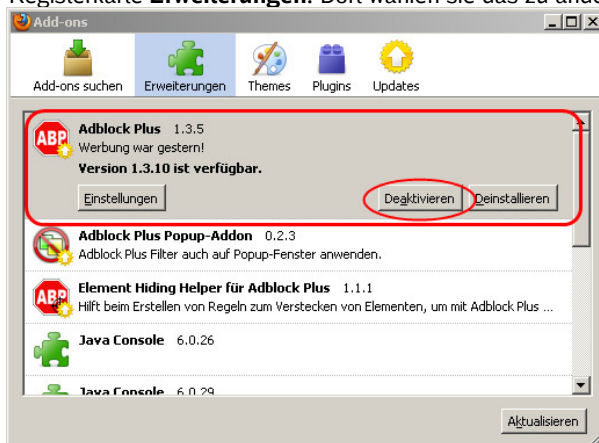 Registerkarte Erweiterungen. Dort wählen sie das zu ände
Add-ons
Add-ons suchen Erweiterungen Themes Plugins Updates
ABP Adblock Plus 1.3.5
Werbung war gestern!
Version 1.3.10 ist verfügbar.
Einstellungen Deaktivieren Deinstallieren
Adblock Plus Popup-Addon 0.2.3
Adblock Plus Filter auch auf Popup-Fenster anwenden.
ABP Element Hiding Helper für Adblock Plus 1.1.1
Hilft beim Erstellen von Regeln zum Verstecken von Elementen, um mit Adblock Plus ...
Java Console 6.0.26
Java Console 6.0.29
Aktualisieren